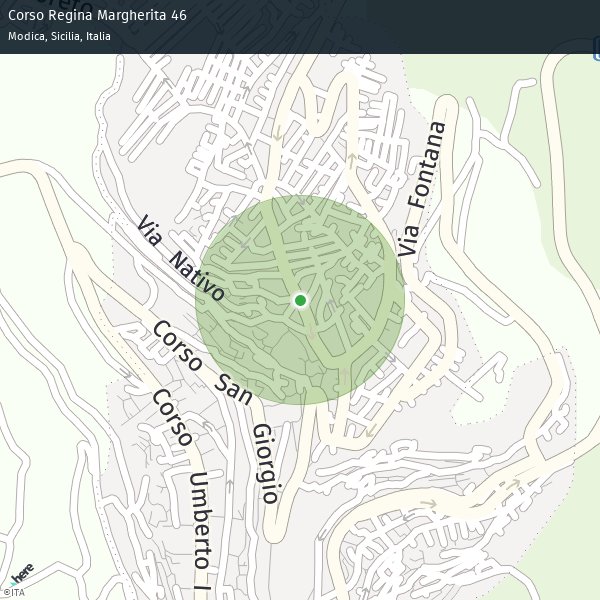 Corso Regina Margherita 46
Modica, Sicilia, Italia
Via Fontana
Via Nativo
Corso San Giorgio
Corso Umberto I
here
©ITA